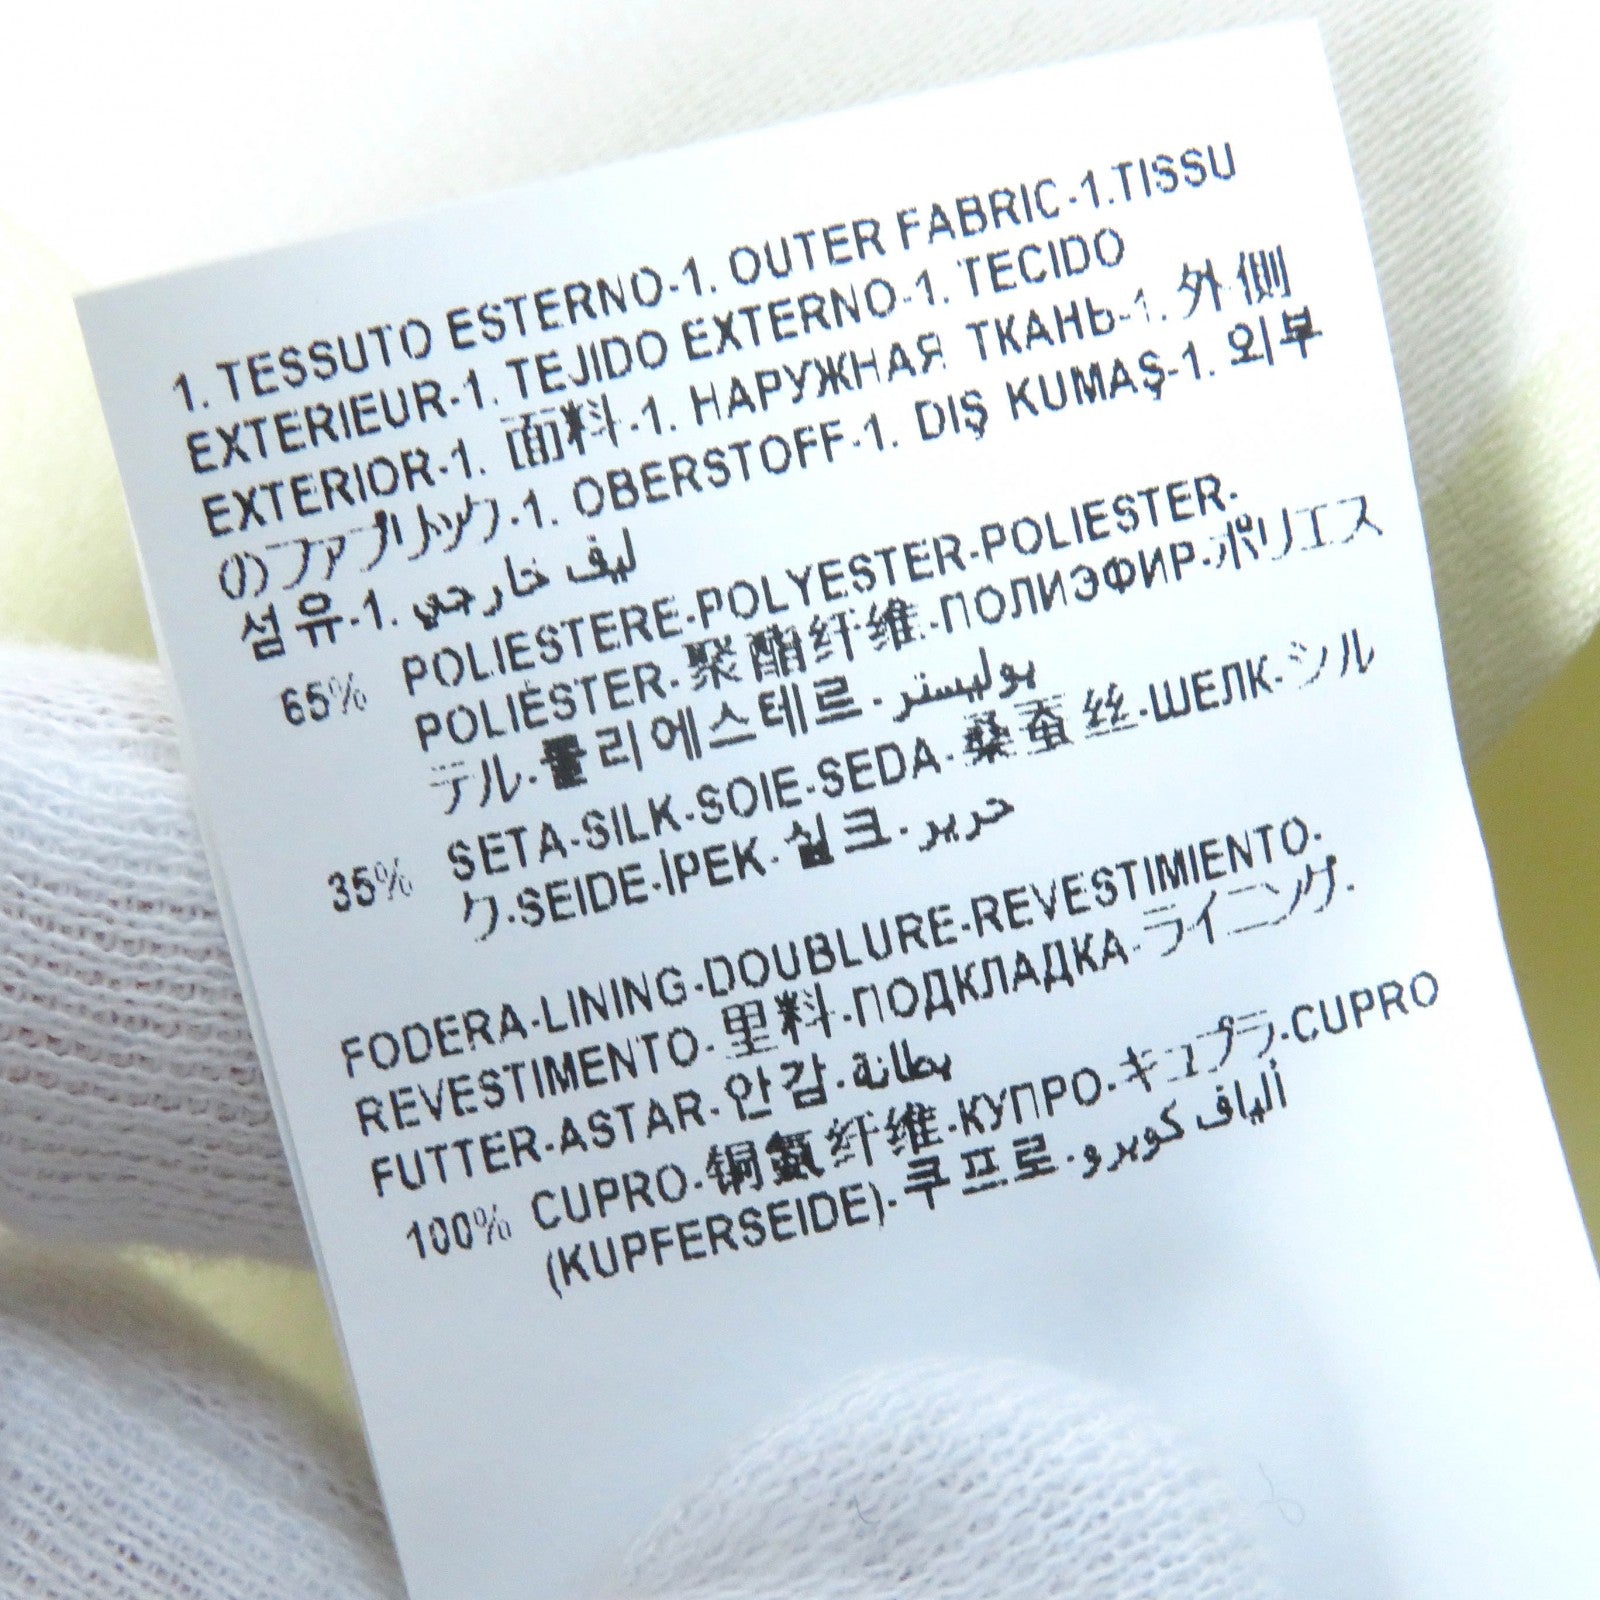 1. TESSUTO ESTERNO-1. OUTER FABRIC-1.TISSU
EXTERIEUR-1. TEJIDO EXTERNO-1. TECIDO
EXTERIOR-1. 面料-1. НАРУЖНАЯ ТКАНЬ-1. 外側
のファブリック-1. OBERSTOFF-1. DIŞ KUMAŞ-1. 외부
섬유-1. ليف خارجي
65% POLIESTERE-POLYESTER-POLIESTER-
POLIÉSTER-聚酯纤维-ПОЛИЭФИР-ポリエス
テル-폴리에스테르-بوليستر
35% SETA-SILK-SOIE-SEDA-桑蚕丝-ШЕЛК-シル
ク-SEIDE-İPEK-실크-حرير
FODERA-LINING-DOUBLURE-REVESTIMIENTO-
REVESTIMENTO-里料-ПОДКЛАДКА-ライニング-
FUTTER-ASTAR-안감-بطانة
100% CUPRO-铜氨纤维-КУПРО-キュプラ-CUPRO
(KUPFERSEIDE)-쿠프로-ألياف كوبرو